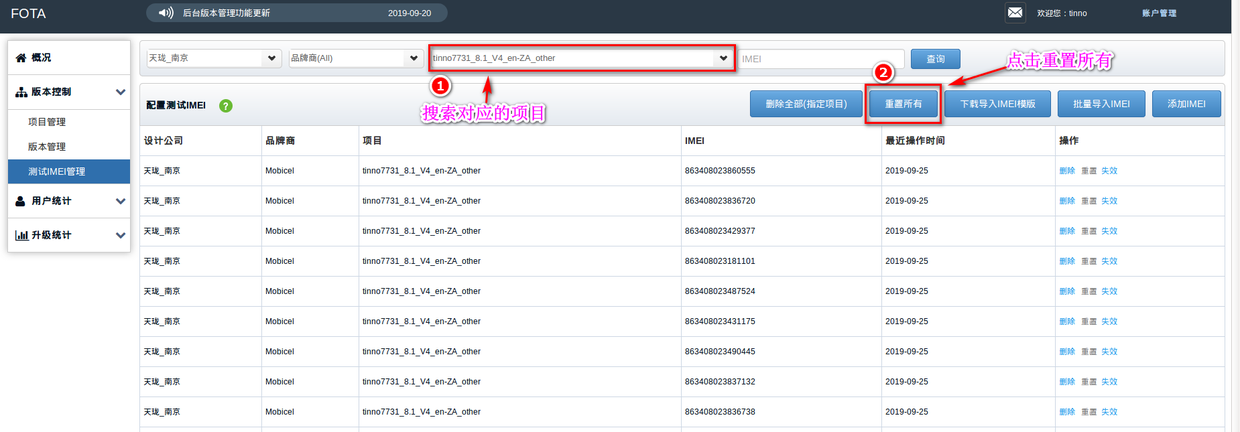 FOTA
后台版本管理功能更新 2019-09-20
欢迎您：tinno 账户管理
概况
版本控制
项目管理
版本管理
测试IMEI管理
用户统计
升级统计
天珑_南京 品牌商(All) tinno7731_8.1_V4_en-ZA_other IMEI 查询
1
搜索对应的项目
2
点击重置所有
配置测试IMEI ? 删除全部(指定项目) 重置所有 下载导入IMEI模版 批量导入IMEI 添加IMEI
设计公司 品牌商 项目 IMEI 最近操作时间 操作
天珑_南京 Mobicel tinno7731_8.1_V4_en-ZA_other 863408023860555 2019-09-25 删除 重置 失效
天珑_南京 Mobicel tinno7731_8.1_V4_en-ZA_other 863408023836720 2019-09-25 删除 重置 失效
天珑_南京 Mobicel tinno7731_8.1_V4_en-ZA_other 863408023429377 2019-09-25 删除 重置 失效
天珑_南京 Mobicel tinno7731_8.1_V4_en-ZA_other 863408023181101 2019-09-25 删除 重置 失效
天珑_南京 Mobicel tinno7731_8.1_V4_en-ZA_other 863408023487524 2019-09-25 删除 重置 失效
天珑_南京 Mobicel tinno7731_8.1_V4_en-ZA_other 863408023431175 2019-09-25 删除 重置 失效
天珑_南京 Mobicel tinno7731_8.1_V4_en-ZA_other 863408023490445 2019-09-25 删除 重置 失效
天珑_南京 Mobicel tinno7731_8.1_V4_en-ZA_other 863408023837132 2019-09-25 删除 重置 失效
天珑_南京 Mobicel tinno7731_8.1_V4_en-ZA_other 863408023836738 2019-09-25 删除 重置 失效